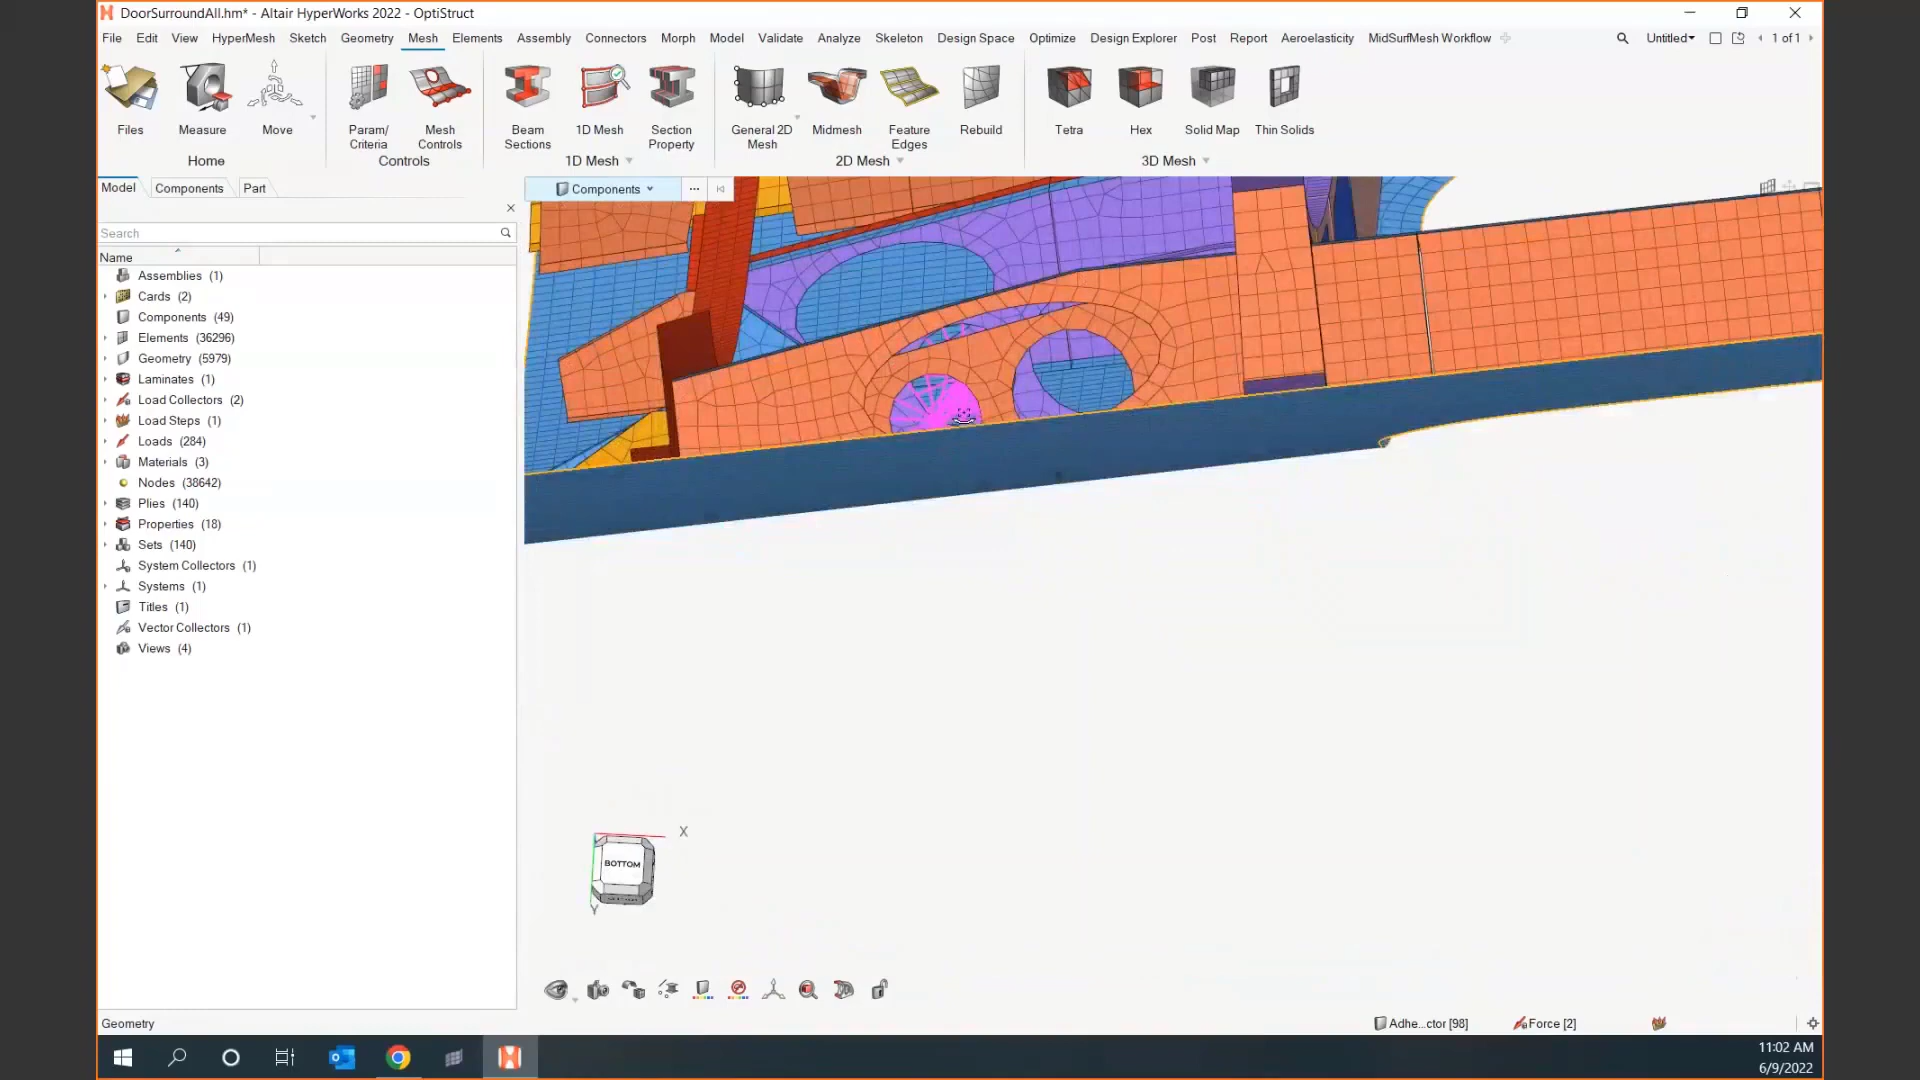 DoorSurroundAll.hm* - Altair HyperWorks 2022 - OptiStruct
File Edit View HyperMesh Sketch Geometry Mesh Elements Assembly Connectors Morph Model Validate Analyze Skeleton Design Space Optimize Design Explorer Post Report Aeroelasticity MidSurfMesh Workflow Untitled 1 of 1
Files Measure Move Param/ Criteria Mesh Controls Beam Sections 1D Mesh Section Property General 2D Mesh Midmesh Feature Edges Rebuild Tetra Hex Solid Map Thin Solids
Home Controls 1D Mesh 2D Mesh 3D Mesh
Model Components Part
Components ...
Search
Name
Assemblies (1)
Cards (2)
Components (49)
Elements (36296)
Geometry (5979)
Laminates (1)
Load Collectors (2)
Load Steps (1)
Loads (284)
Materials (3)
Nodes (38642)
Plies (140)
Properties (18)
Sets (140)
System Collectors (1)
Systems (1)
Titles (1)
Vector Collectors (1)
Views (4)
X
BOTTOM
Y
Geometry
Adhe...ctor [98] Force [2]
11:02 AM
6/9/2022